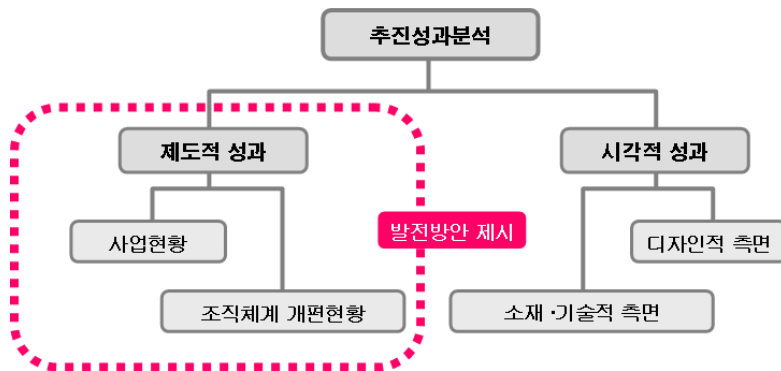 추진성과분석
제도적 성과
시각적 성과
사업현황
발전방안 제시
디자인적 측면
조직체계 개편현황
소재·기술적 측면